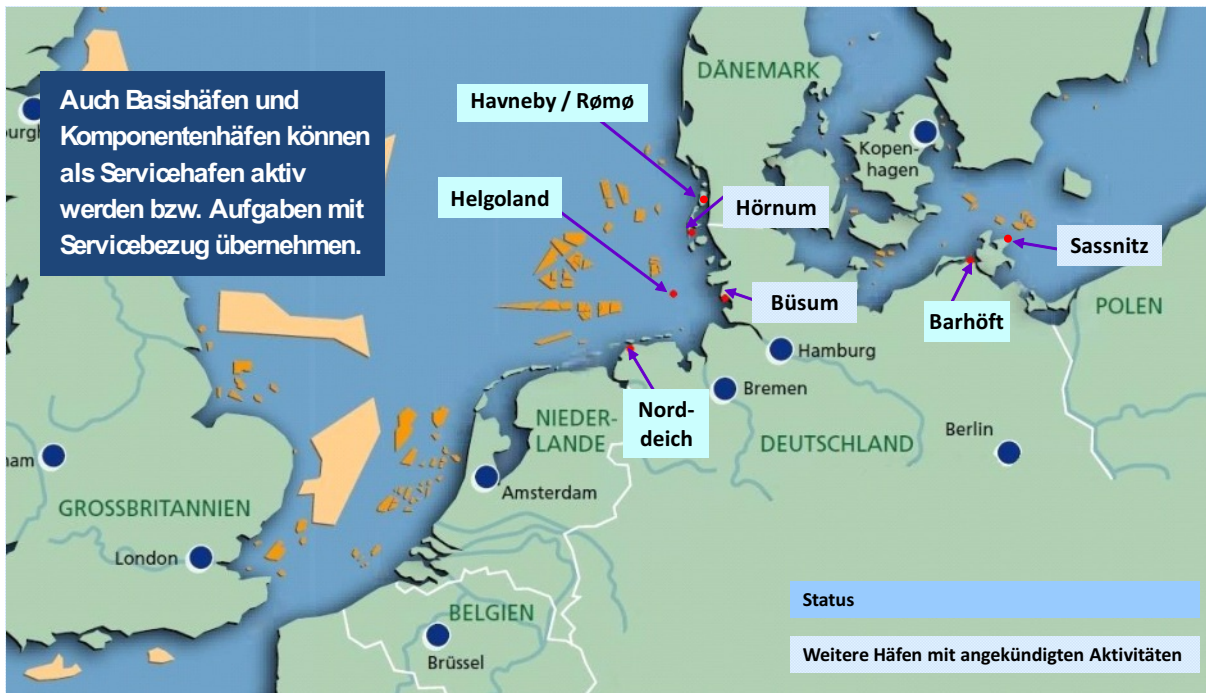 Auch Basishäfen und
Komponentenhäfen können
als Servicehafen aktiv
werden bzw. Aufgaben mit
Servicebezug übernehmen.
urgh
DÄNEMARK
Havneby / Rømø
Kopen-
hagen
Helgoland
Hörnum
Sassnitz
Büsum
Barhöft
POLEN
Hamburg
Bremen
Nord-
deich
NIEDER-
LANDE
DEUTSCHLAND
Berlin
am
Amsterdam
GROSSBRITANNIEN
London
BELGIEN
Brüssel
Status
Weitere Häfen mit angekündigten Aktivitäten